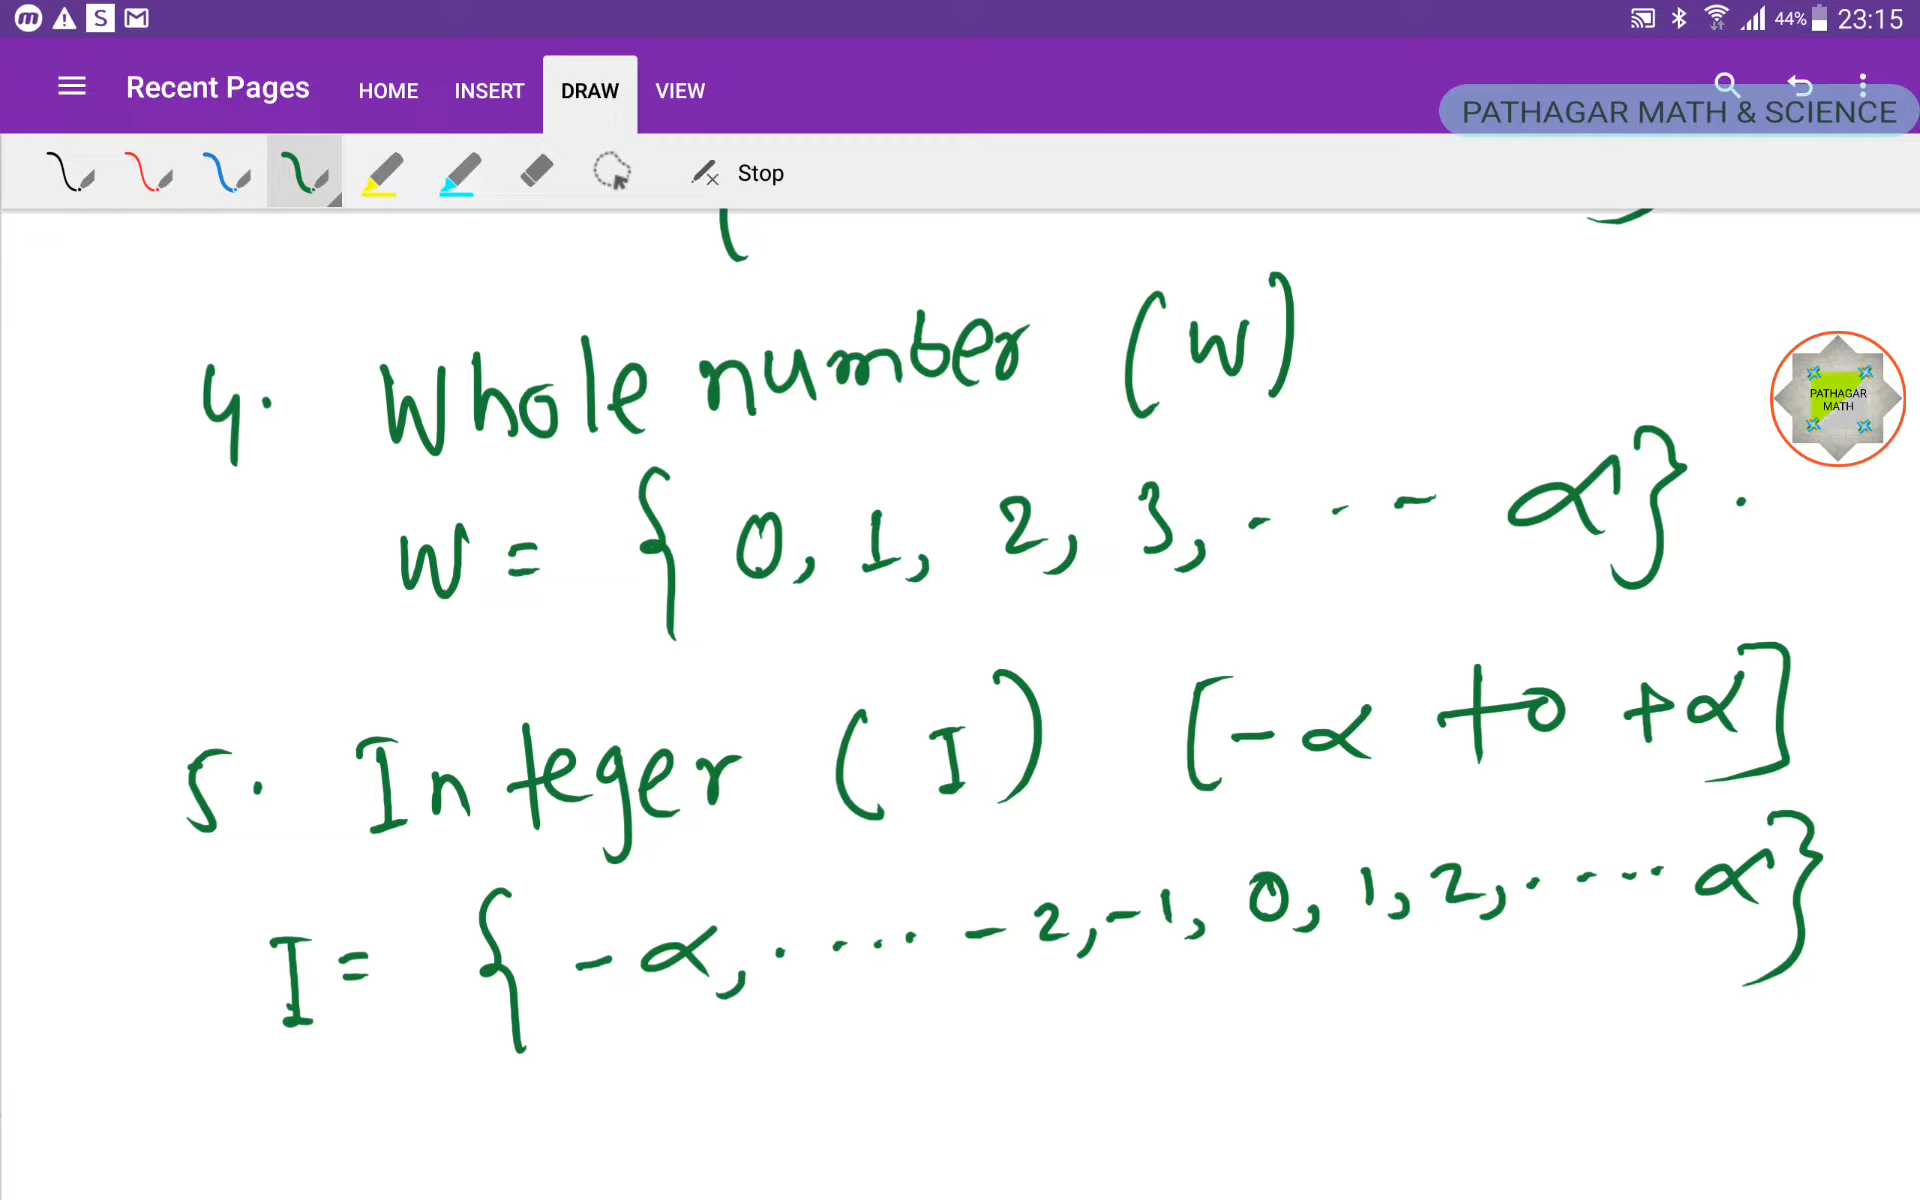 44% 23:15
Recent Pages HOME INSERT DRAW VIEW
PATHAGAR MATH & SCIENCE
Stop
4. Whole number (W)
PATHAGAR
MATH
W = { 0, 1, 2, 3, . . - α } .
5. Integer (I) [-α to +α]
I = { -α, ..... -2, -1, 0, 1, 2, ..... α }